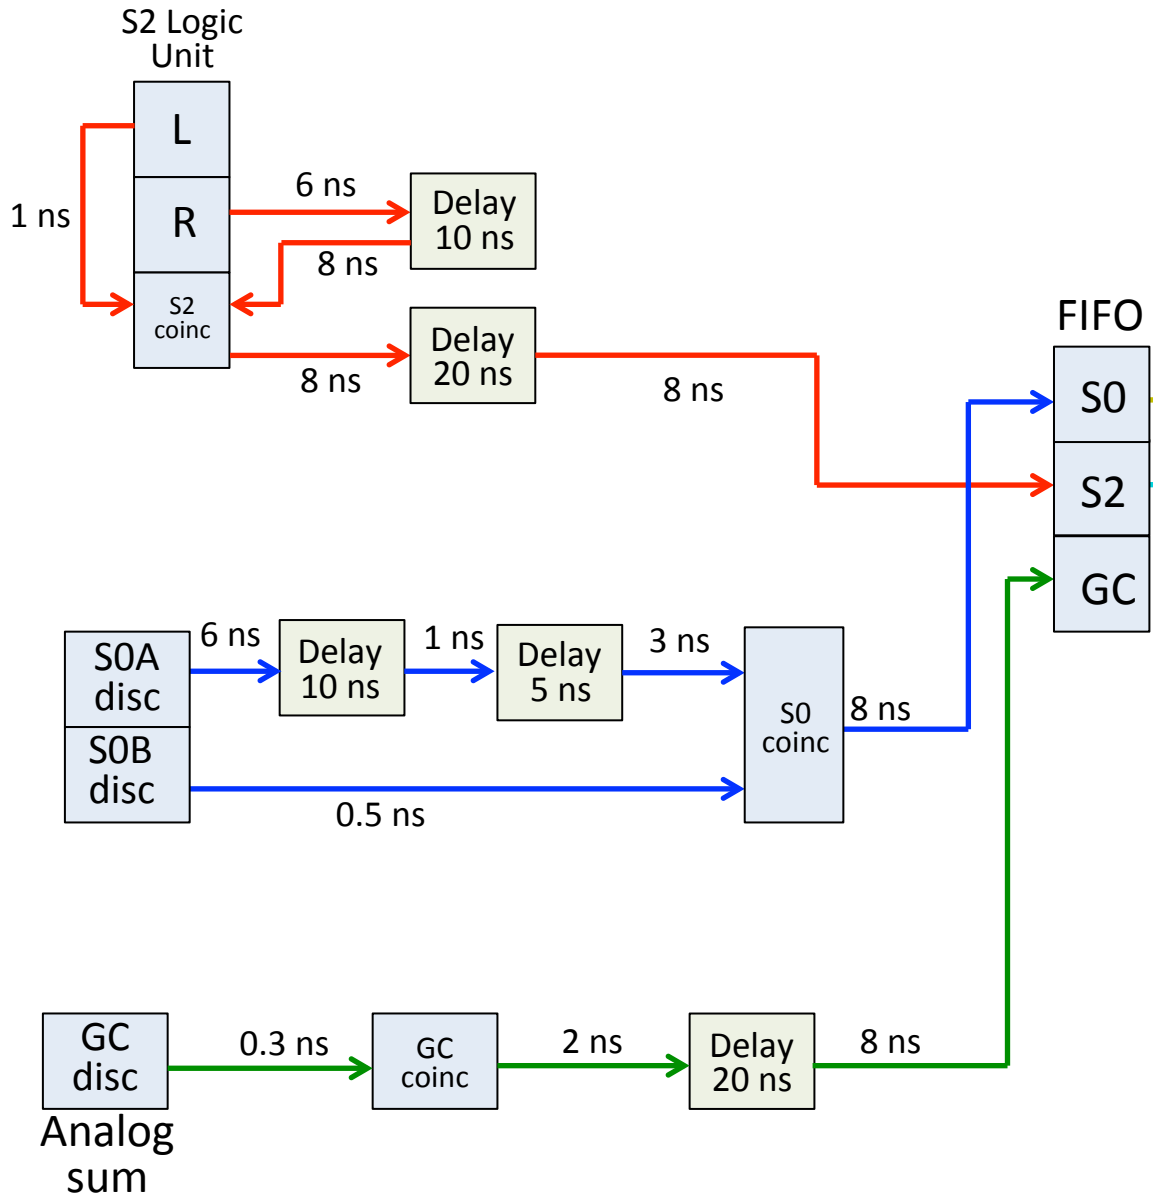 S2 Logic
Unit
L
R
S2
coinc
1 ns
6 ns
Delay
10 ns
8 ns
8 ns
Delay
20 ns
8 ns
FIFO
S0
S2
GC
S0A
disc
S0B
disc
6 ns
Delay
10 ns
1 ns
Delay
5 ns
3 ns
0.5 ns
S0
coinc
8 ns
GC
disc
Analog
sum
0.3 ns
GC
coinc
2 ns
Delay
20 ns
8 ns